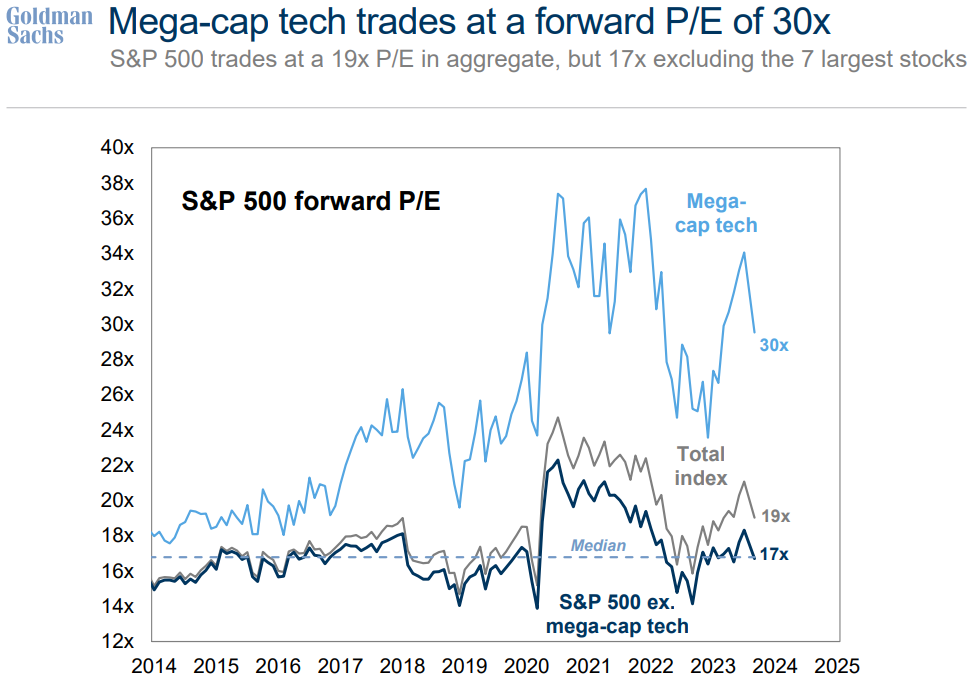 Goldman
Sachs
Mega-cap tech trades at a forward P/E of 30x
S&P 500 trades at a 19x P/E in aggregate, but 17x excluding the 7 largest stocks
S&P 500 forward P/E
40x
38x
36x
34x
32x
30x
28x
26x
24x
22x
20x
18x
16x
14x
12x
Mega-
cap tech
30x
Total
index
19x
Median
17x
S&P 500 ex.
mega-cap tech
2014 2015 2016 2017 2018 2019 2020 2021 2022 2023 2024 2025